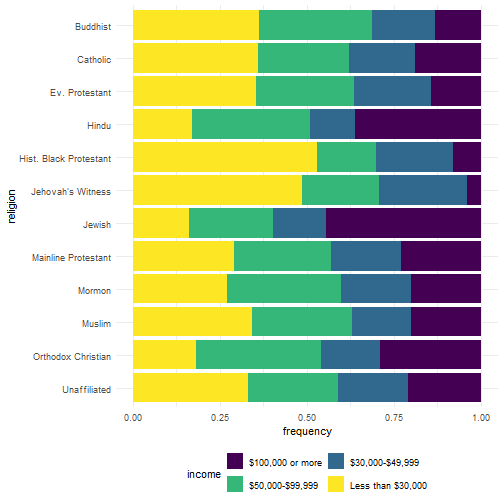 Buddhist
Catholic
Ev. Protestant
Hindu
Hist. Black Protestant
Jehovah's Witness
Jewish
Mainline Protestant
Mormon
Muslim
Orthodox Christian
Unaffiliated
religion
0.00 0.25 0.50 0.75 1.00
frequency
income
$100,000 or more $30,000-$49,999
$50,000-$99,999 Less than $30,000